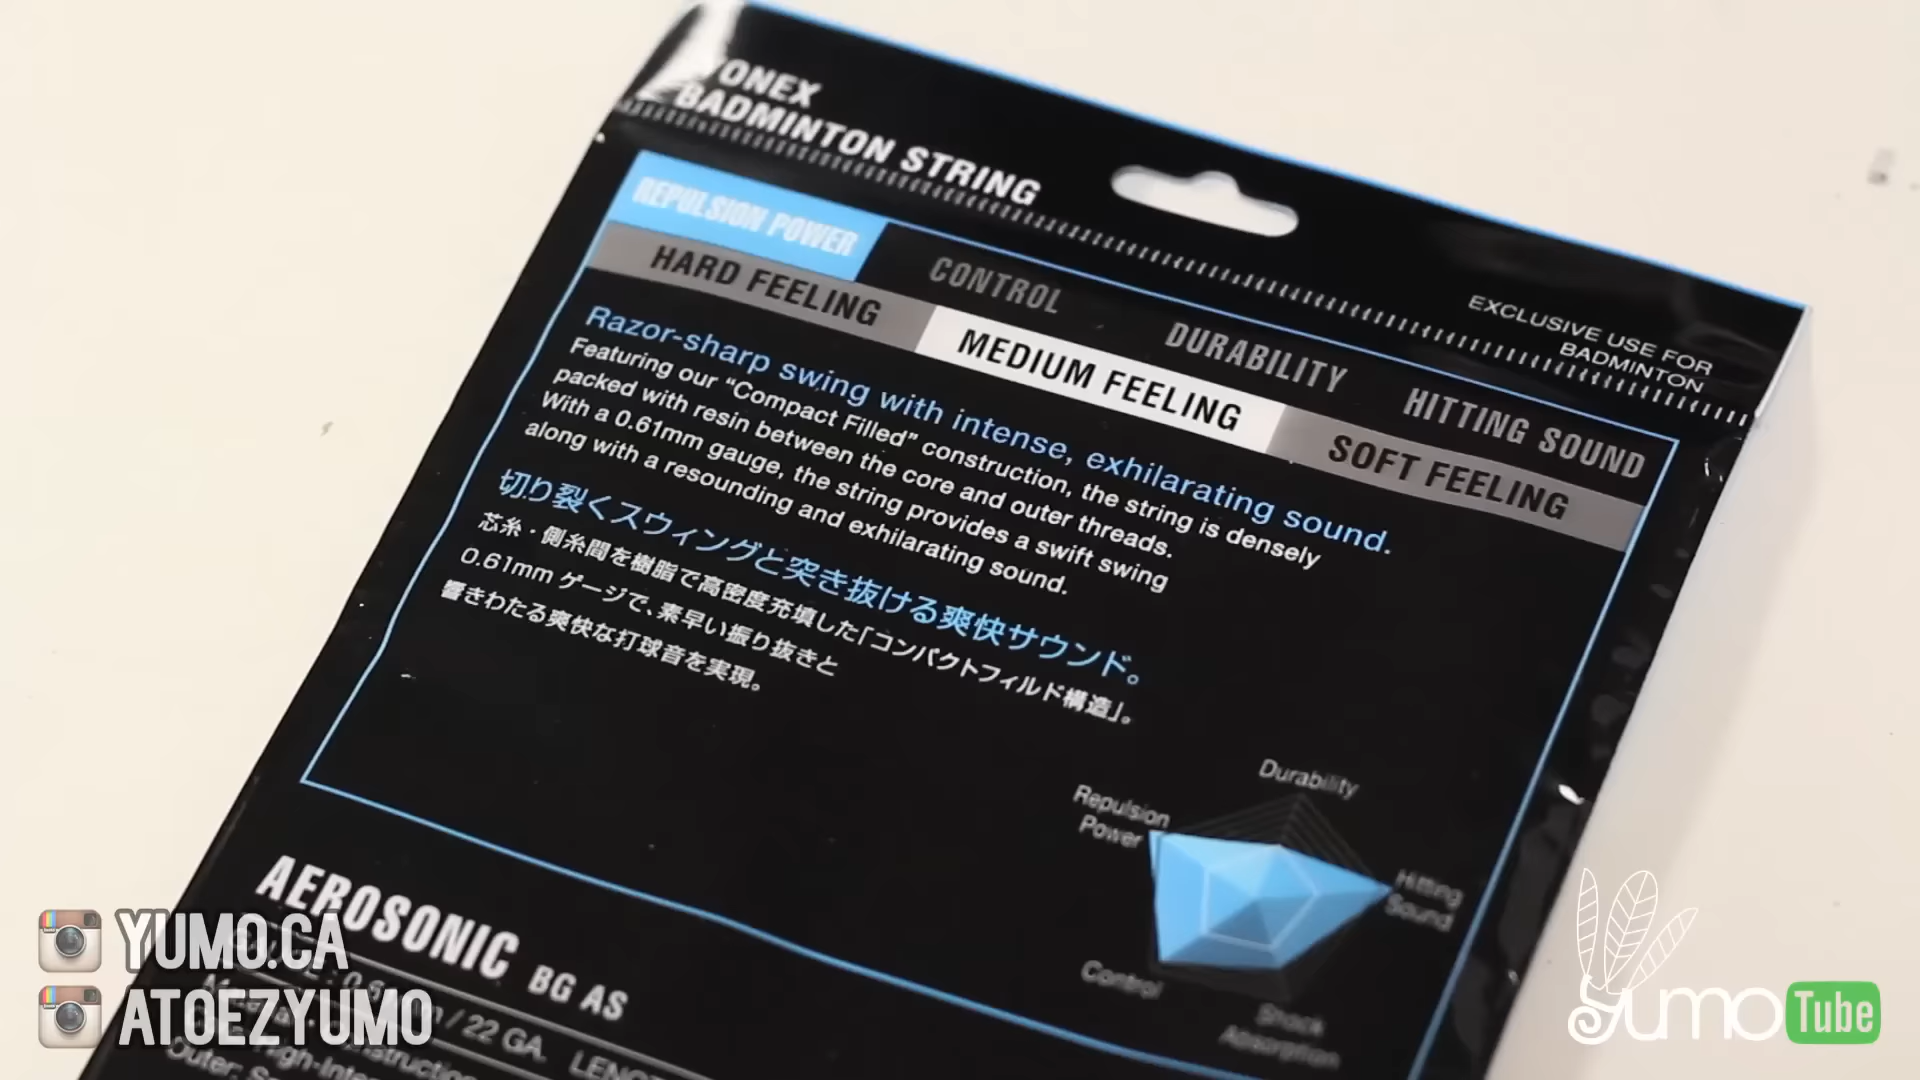 YONEX
BADMINTON STRING
EXCLUSIVE USE FOR
BADMINTON
REPULSION POWER
CONTROL
DURABILITY
HITTING SOUND
HARD FEELING
MEDIUM FEELING
SOFT FEELING
Razor-sharp swing with intense, exhilarating sound.
Featuring our “Compact Filled” construction, the string is densely
packed with resin between the core and outer threads.
With a 0.61mm gauge, the string provides a swift swing
along with a resounding and exhilarating sound.
切り裂くスウィングと突き抜ける爽快サウンド。
芯糸・側糸間を樹脂で高密度充填した「コンパクトフィルド構造」。
0.61mm ゲージで、素早い振り抜きと
響きわたる爽快な打球音を実現。
Durability
Repulsion
Power
Hitting
Sound
Control
Shock
Absorption
AEROSONIC BG AS
/ 22 GA.
Outer:
YUMO.CA
ATOEZYUMO
yumo Tube